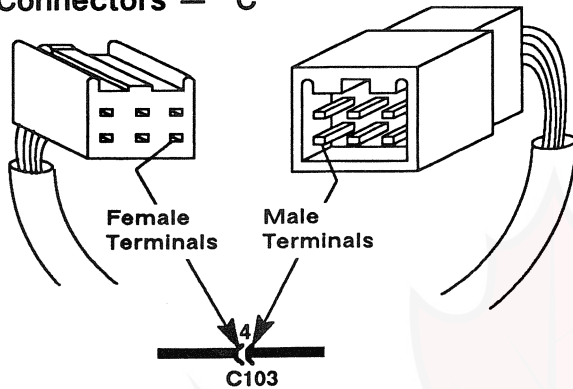 Connectors — "C"
Female
Terminals
Male
Terminals
4
C103